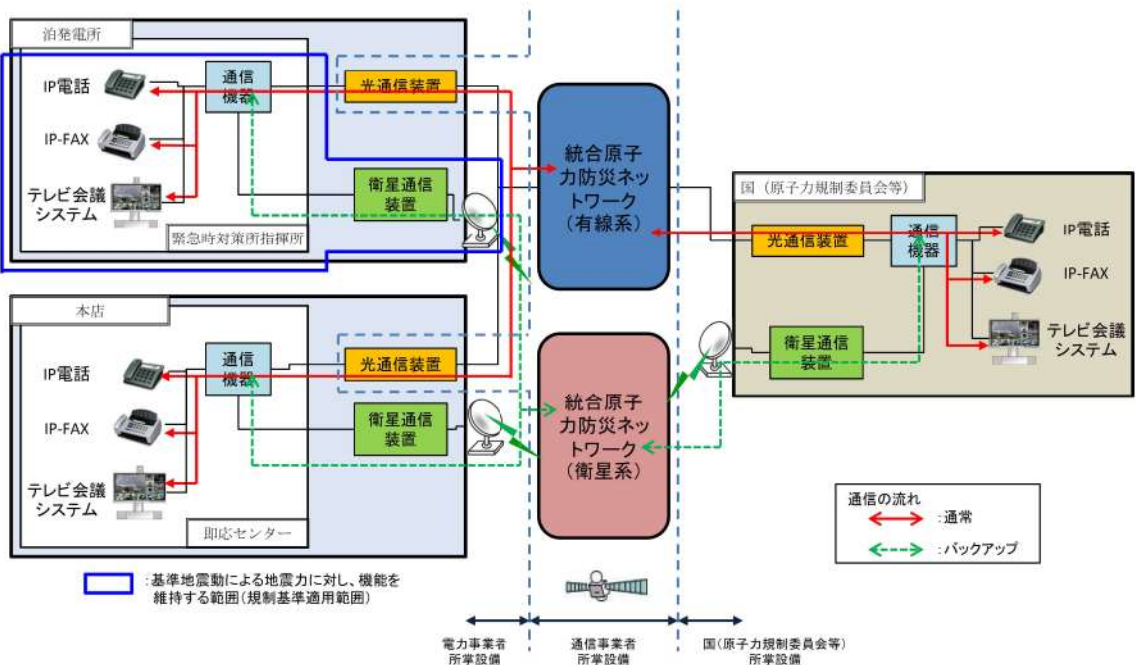 泊発電所
IP電話
IP-FAX
テレビ会議
システム
通信
機器
光通信装置
衛星通信
装置
緊急時対策所指揮所
本店
IP電話
IP-FAX
テレビ会議
システム
通信
機器
光通信装置
衛星通信
装置
即応センター
統合原子
力防災ネッ
トワーク
(有線系)
統合原子
力防災ネッ
トワーク
(衛星系)
国（原子力規制委員会等）
光通信装置
通信
機器
衛星通信
装置
IP電話
IP-FAX
テレビ会議
システム
通信の流れ
:通常
:バックアップ
:基準地震動による地震力に対し、機能を
維持する範囲(規制基準適用範囲)
電力事業者
所掌設備
通信事業者
所掌設備
国(原子力規制委員会等)
所掌設備